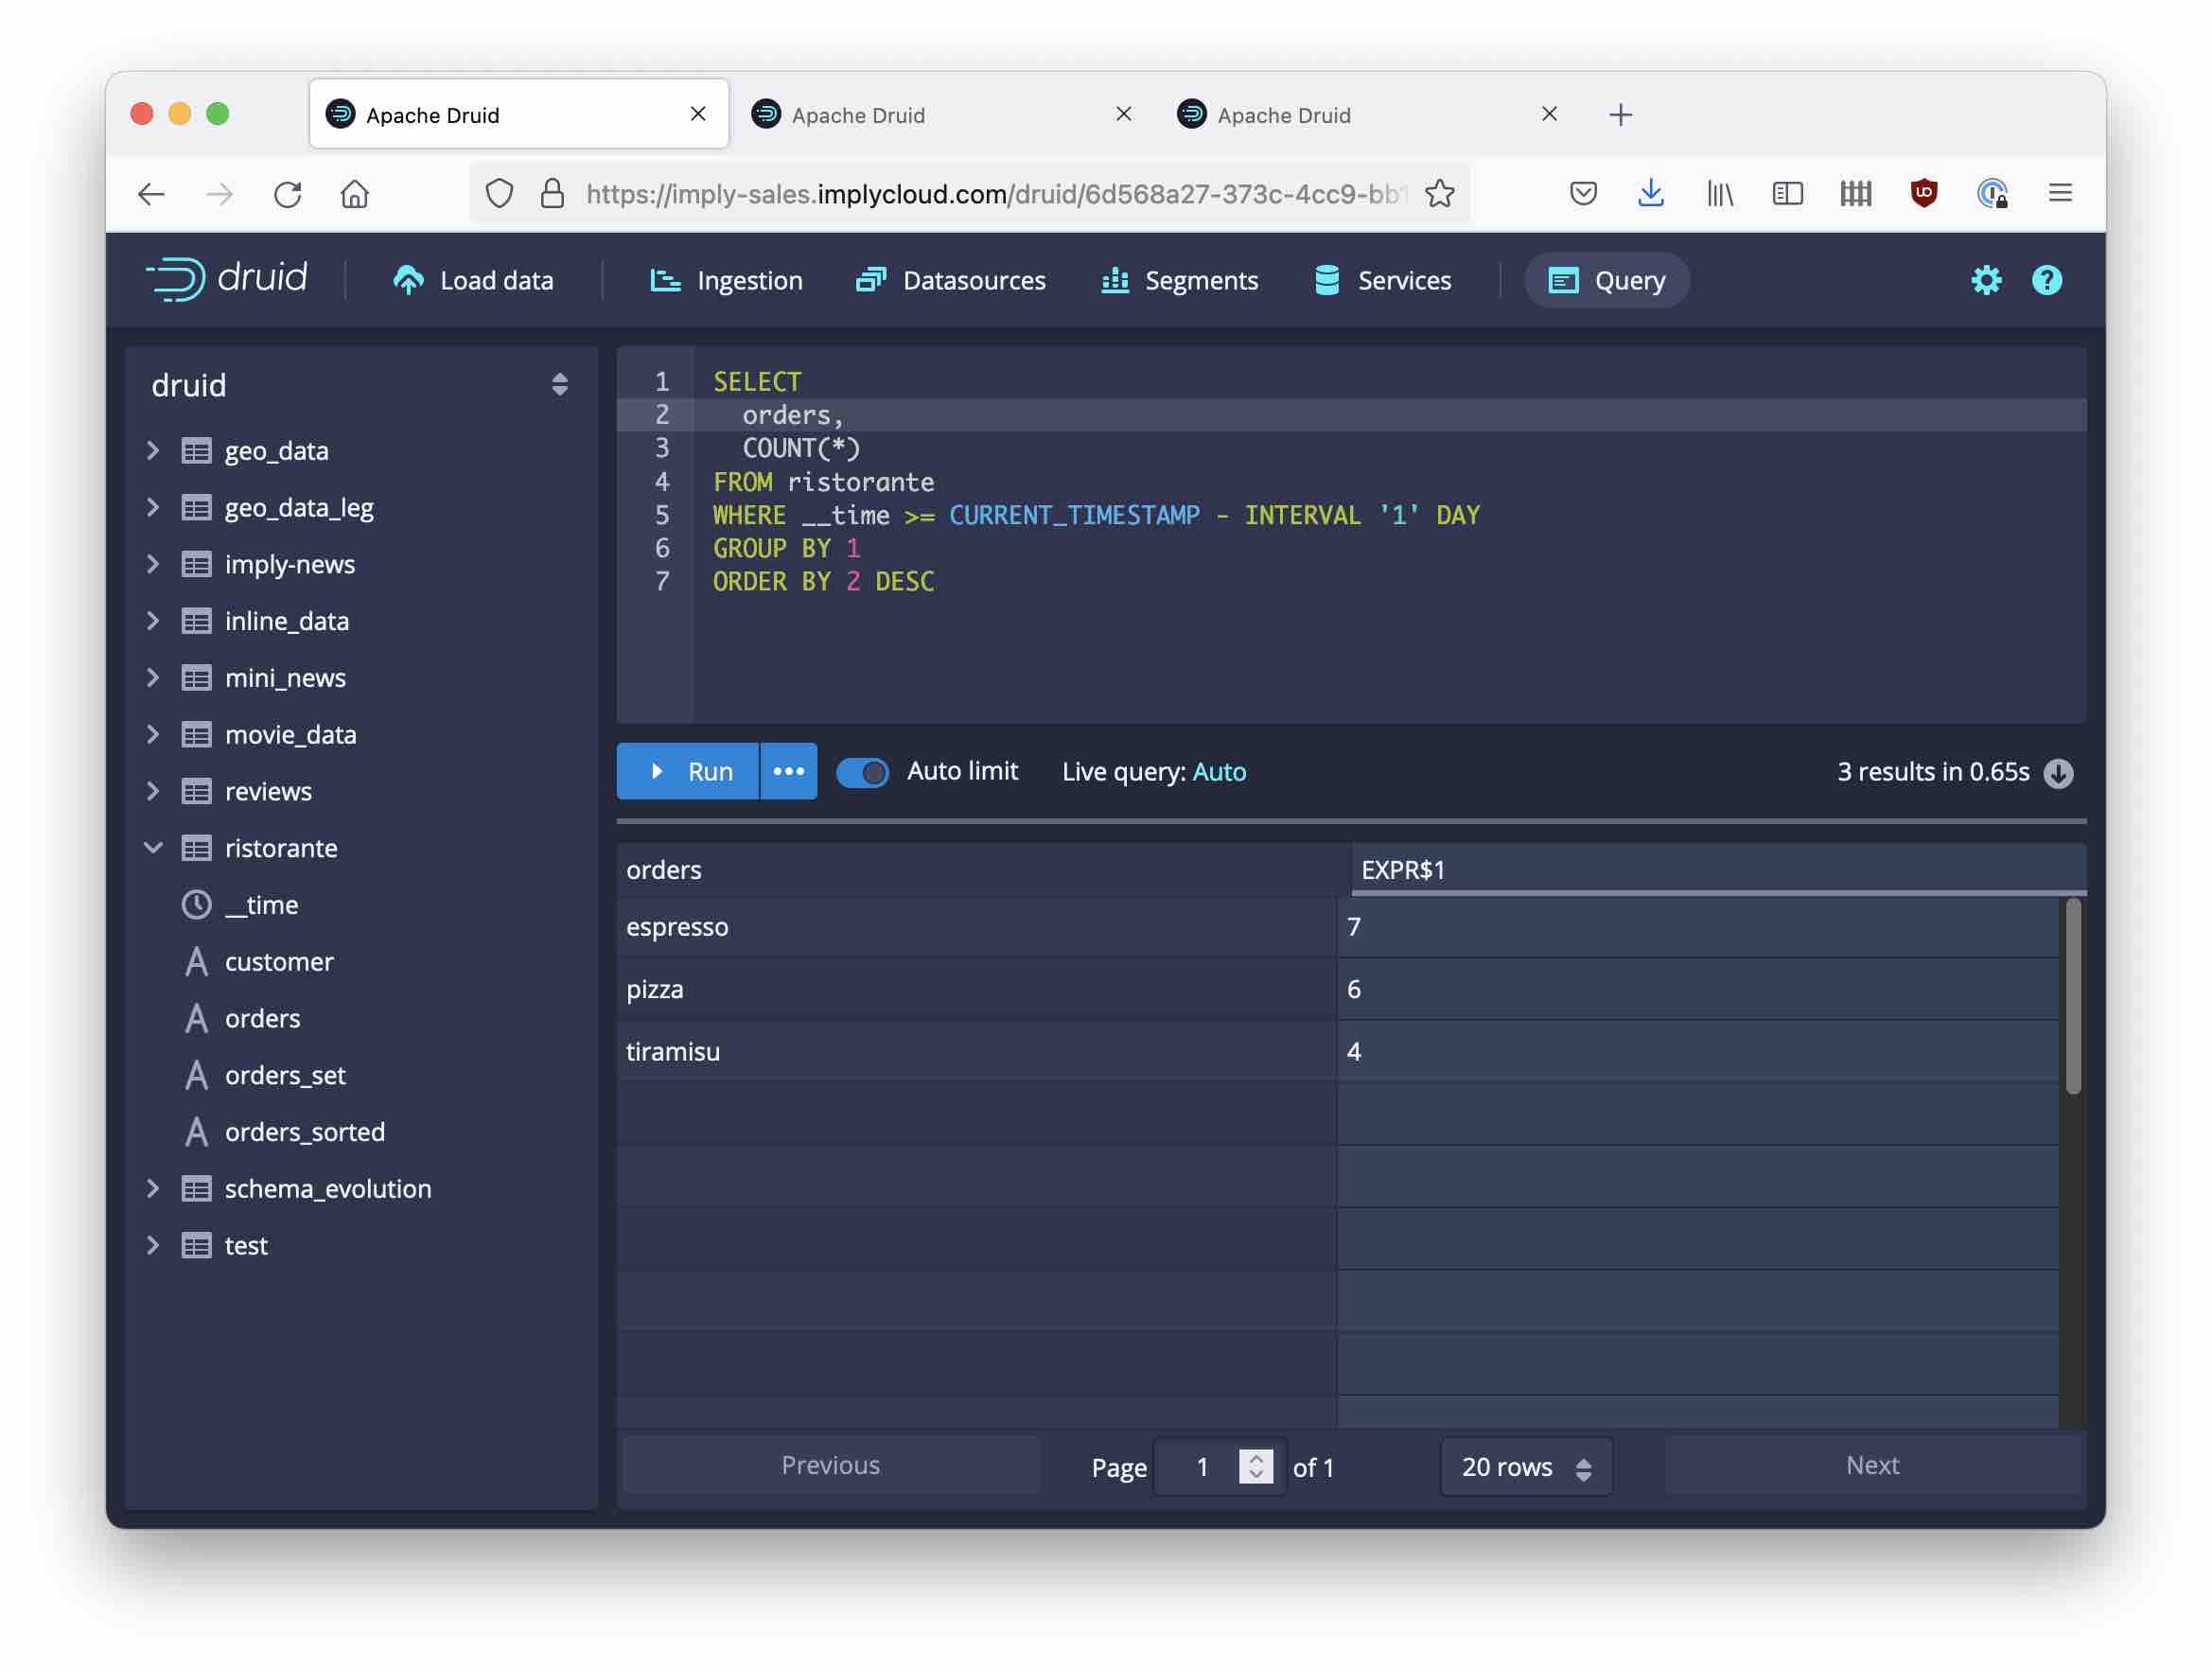 Apache Druid
Apache Druid
Apache Druid
https://imply-sales.implycloud.com/druid/6d568a27-373c-4cc9-bb
druid
Load data
Ingestion
Datasources
Segments
Services
Query
druid
geo_data
geo_data_leg
imply-news
inline_data
mini_news
movie_data
reviews
ristorante
__time
customer
orders
orders_set
orders_sorted
schema_evolution
test
1 SELECT
2 orders,
3 COUNT(*)
4 FROM ristorante
5 WHERE __time >= CURRENT_TIMESTAMP - INTERVAL '1' DAY
6 GROUP BY 1
7 ORDER BY 2 DESC
Run
Auto limit
Live query: Auto
3 results in 0.65s
orders EXPR$1
espresso 7
pizza 6
tiramisu 4
Previous
Page 1 of 1
20 rows
Next